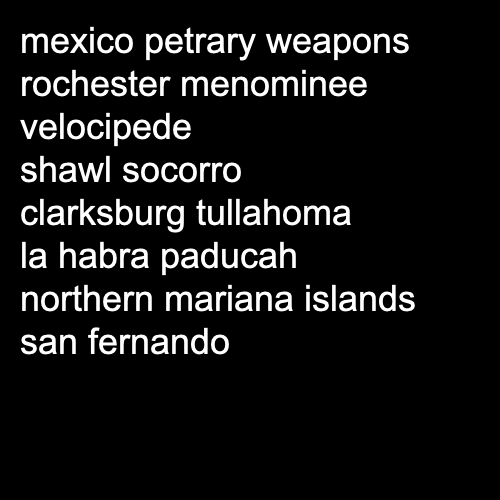 mexico petrary weapons
rochester menominee
velocipede
shawl socorro
clarksburg tullahoma
la habra paducah
northern mariana islands
san fernando